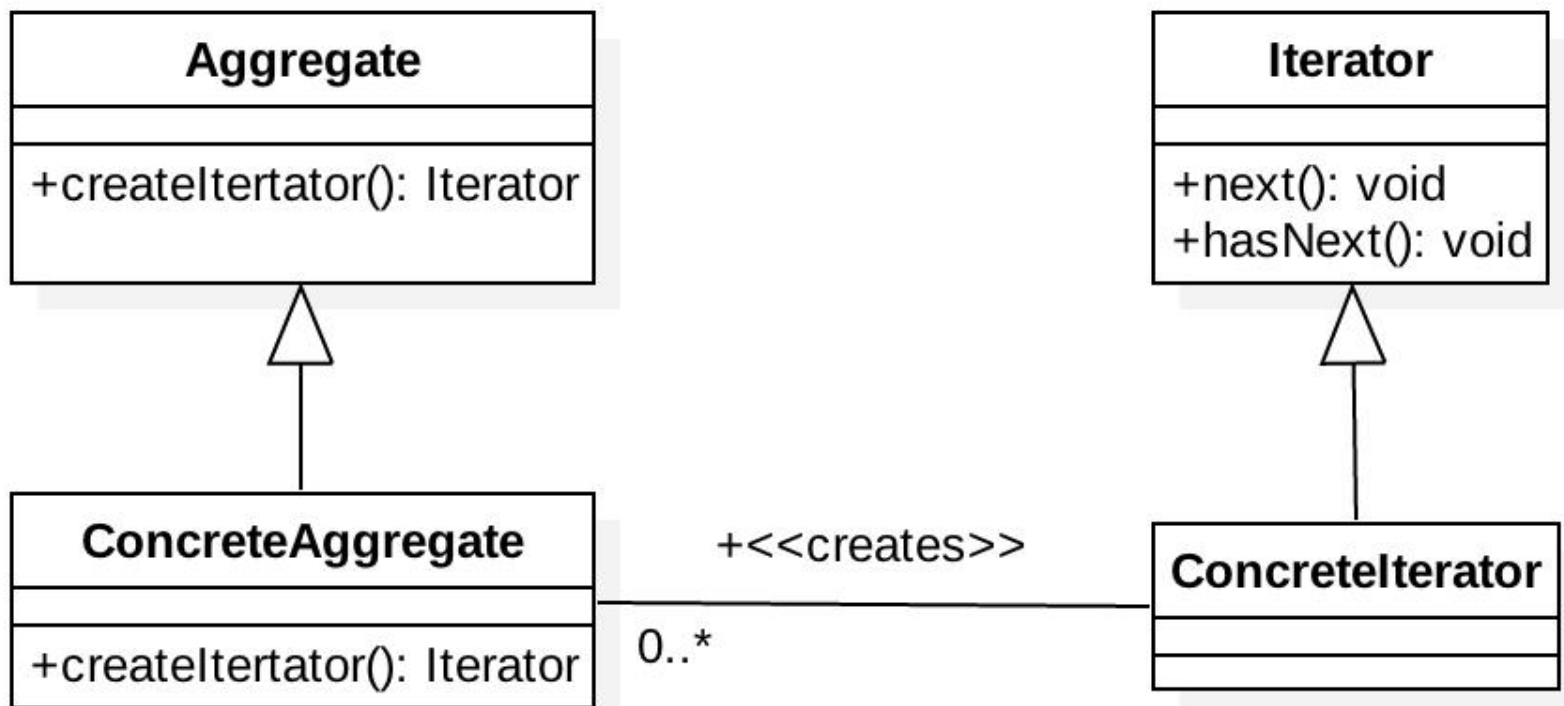 Aggregate
+createItertator(): Iterator
Iterator
+next(): void
+hasNext(): void
ConcreteAggregate
+createItertator(): Iterator
+<<creates>>
0..*
ConcreteIterator